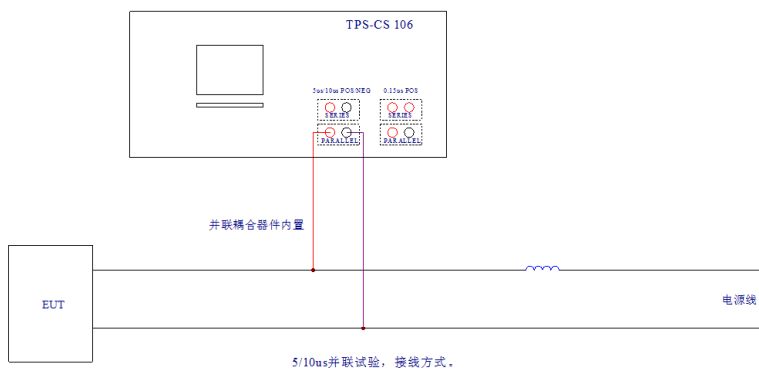 TPS-CS 106
5us/10us POS/NEG
0.15us POS
SERIES
SERIES
PARALLEL
PARALLEL
并联耦合器件内置
EUT
电源线
5/10us并联试验，接线方式。